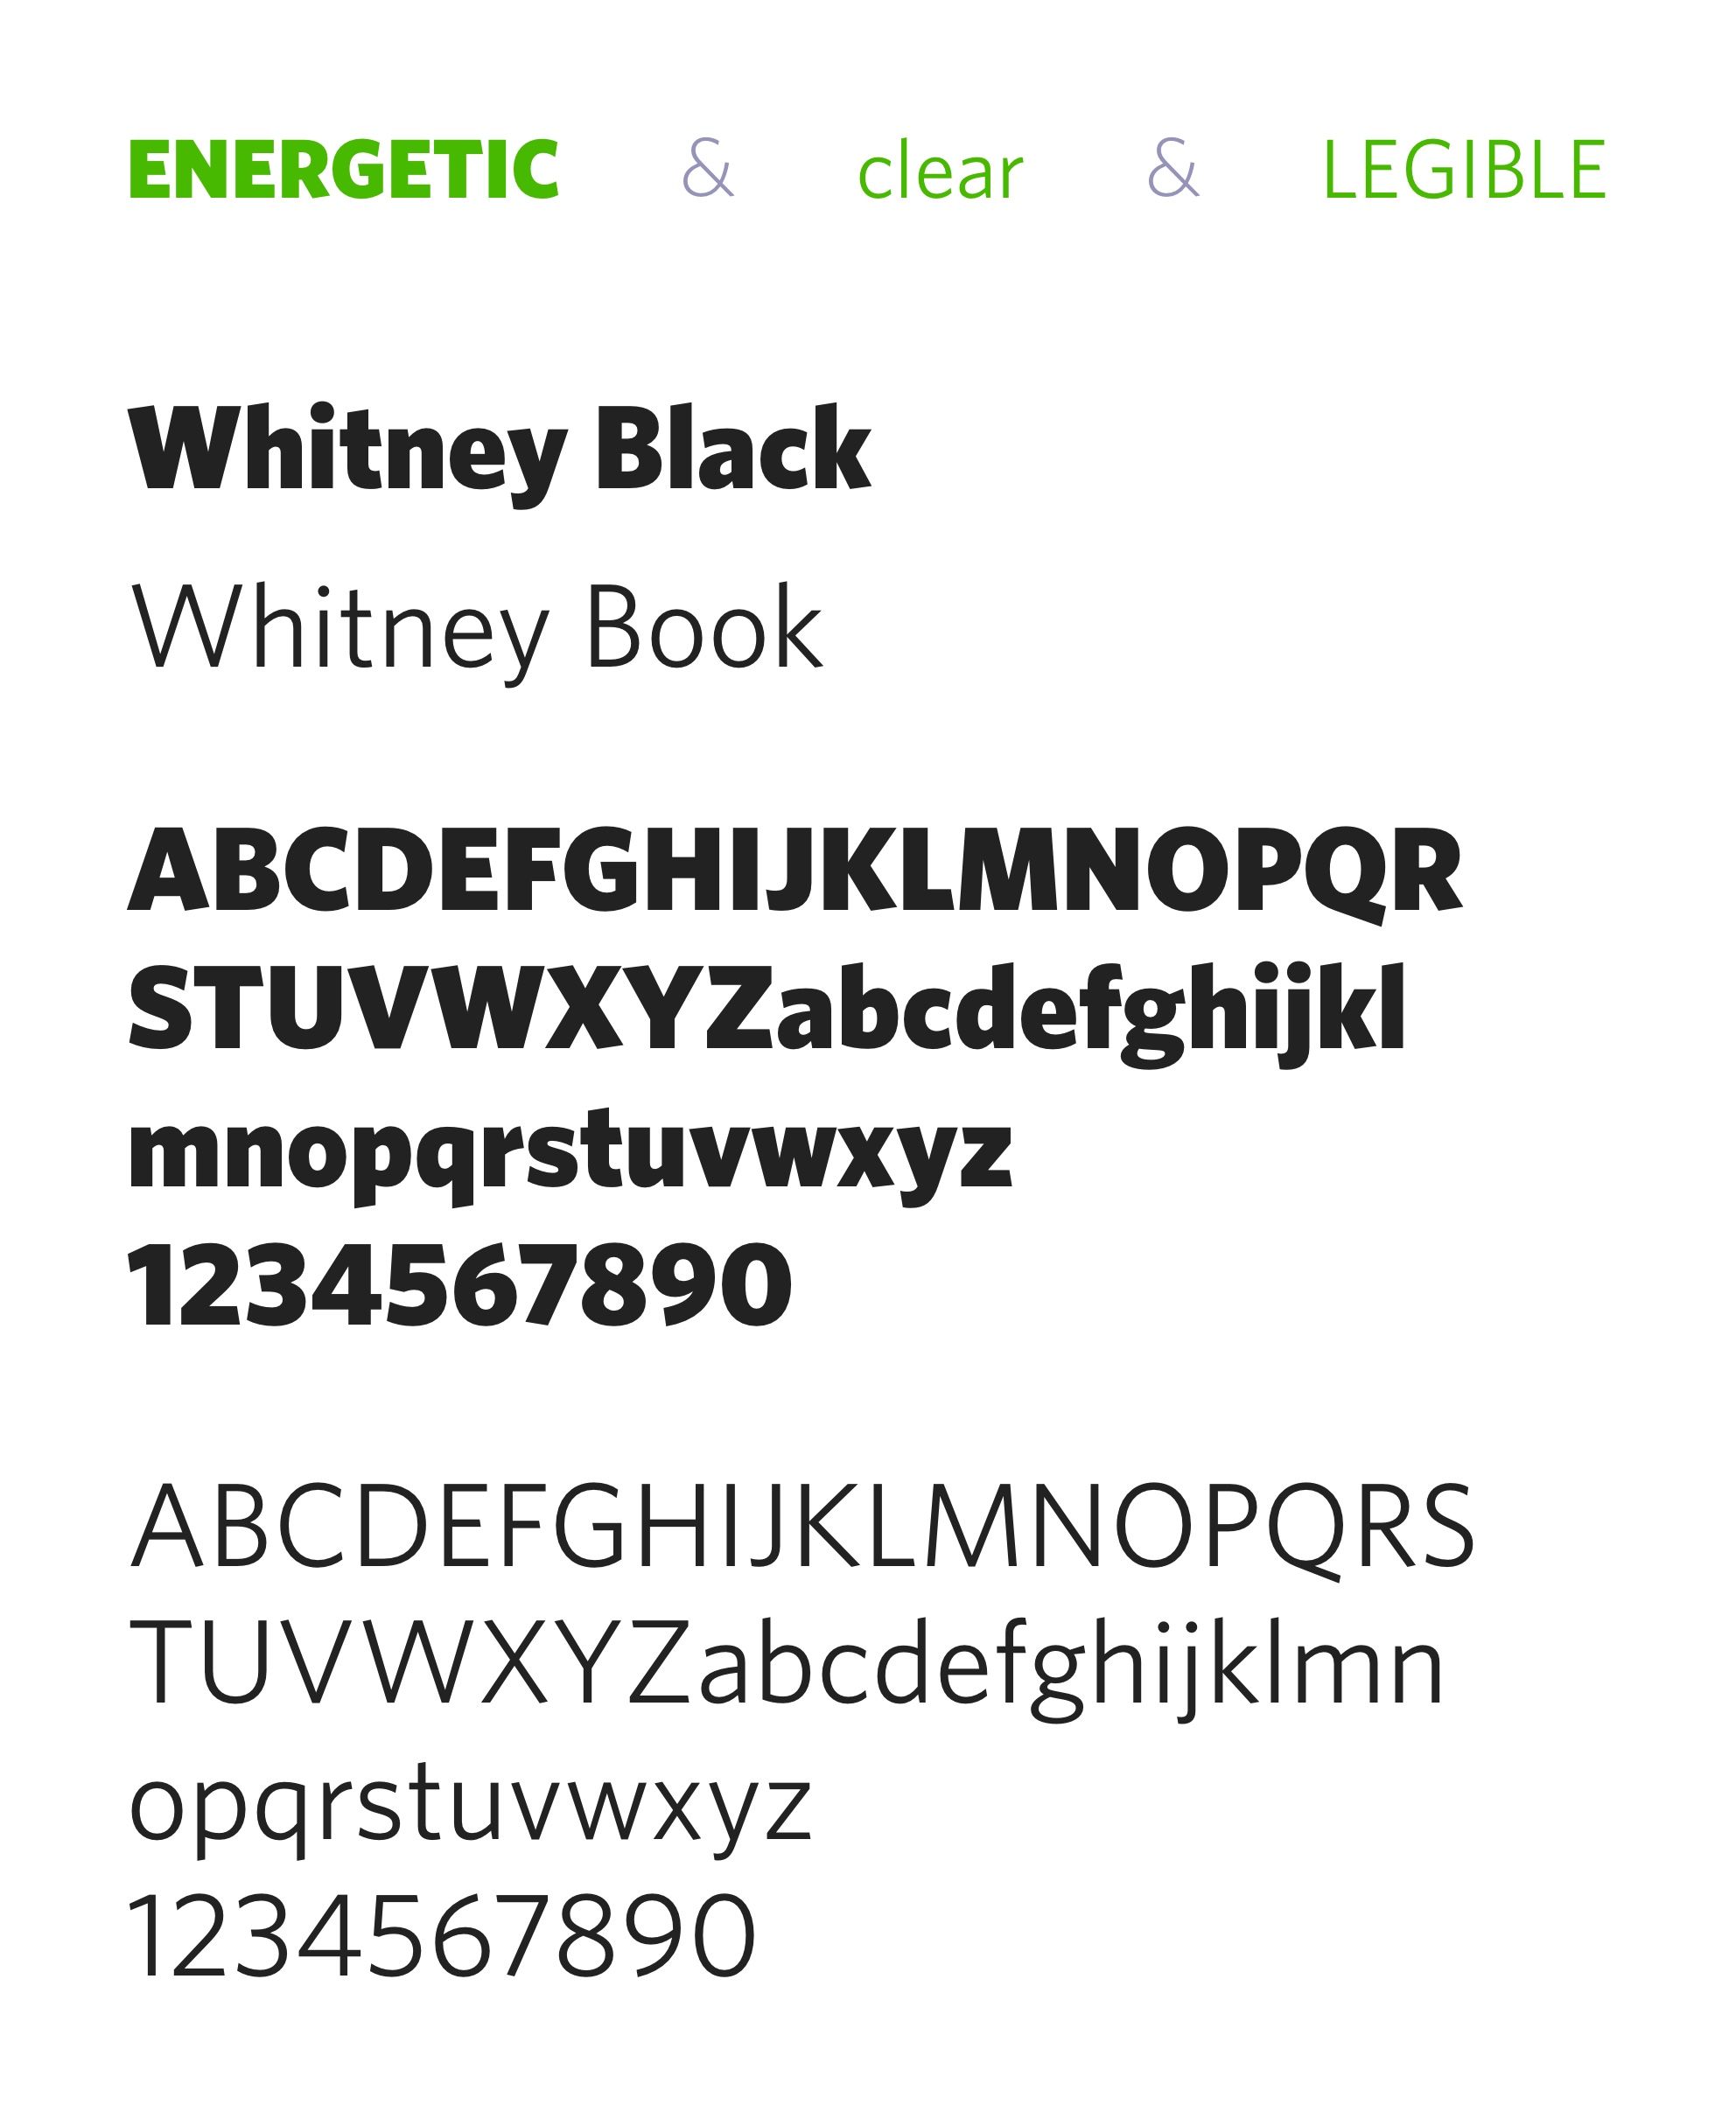 ENERGETIC & clear & LEGIBLE
Whitney Black
Whitney Book
ABCDEFGHIJKLMNOPQR
STUVWXYZabcdefghijkl
mnopqrstuvwxyz
1234567890
ABCDEFGHIJKLMNOPQRS
TUVWXYZabcdefghijklmn
opqrstuvwxyz
1234567890